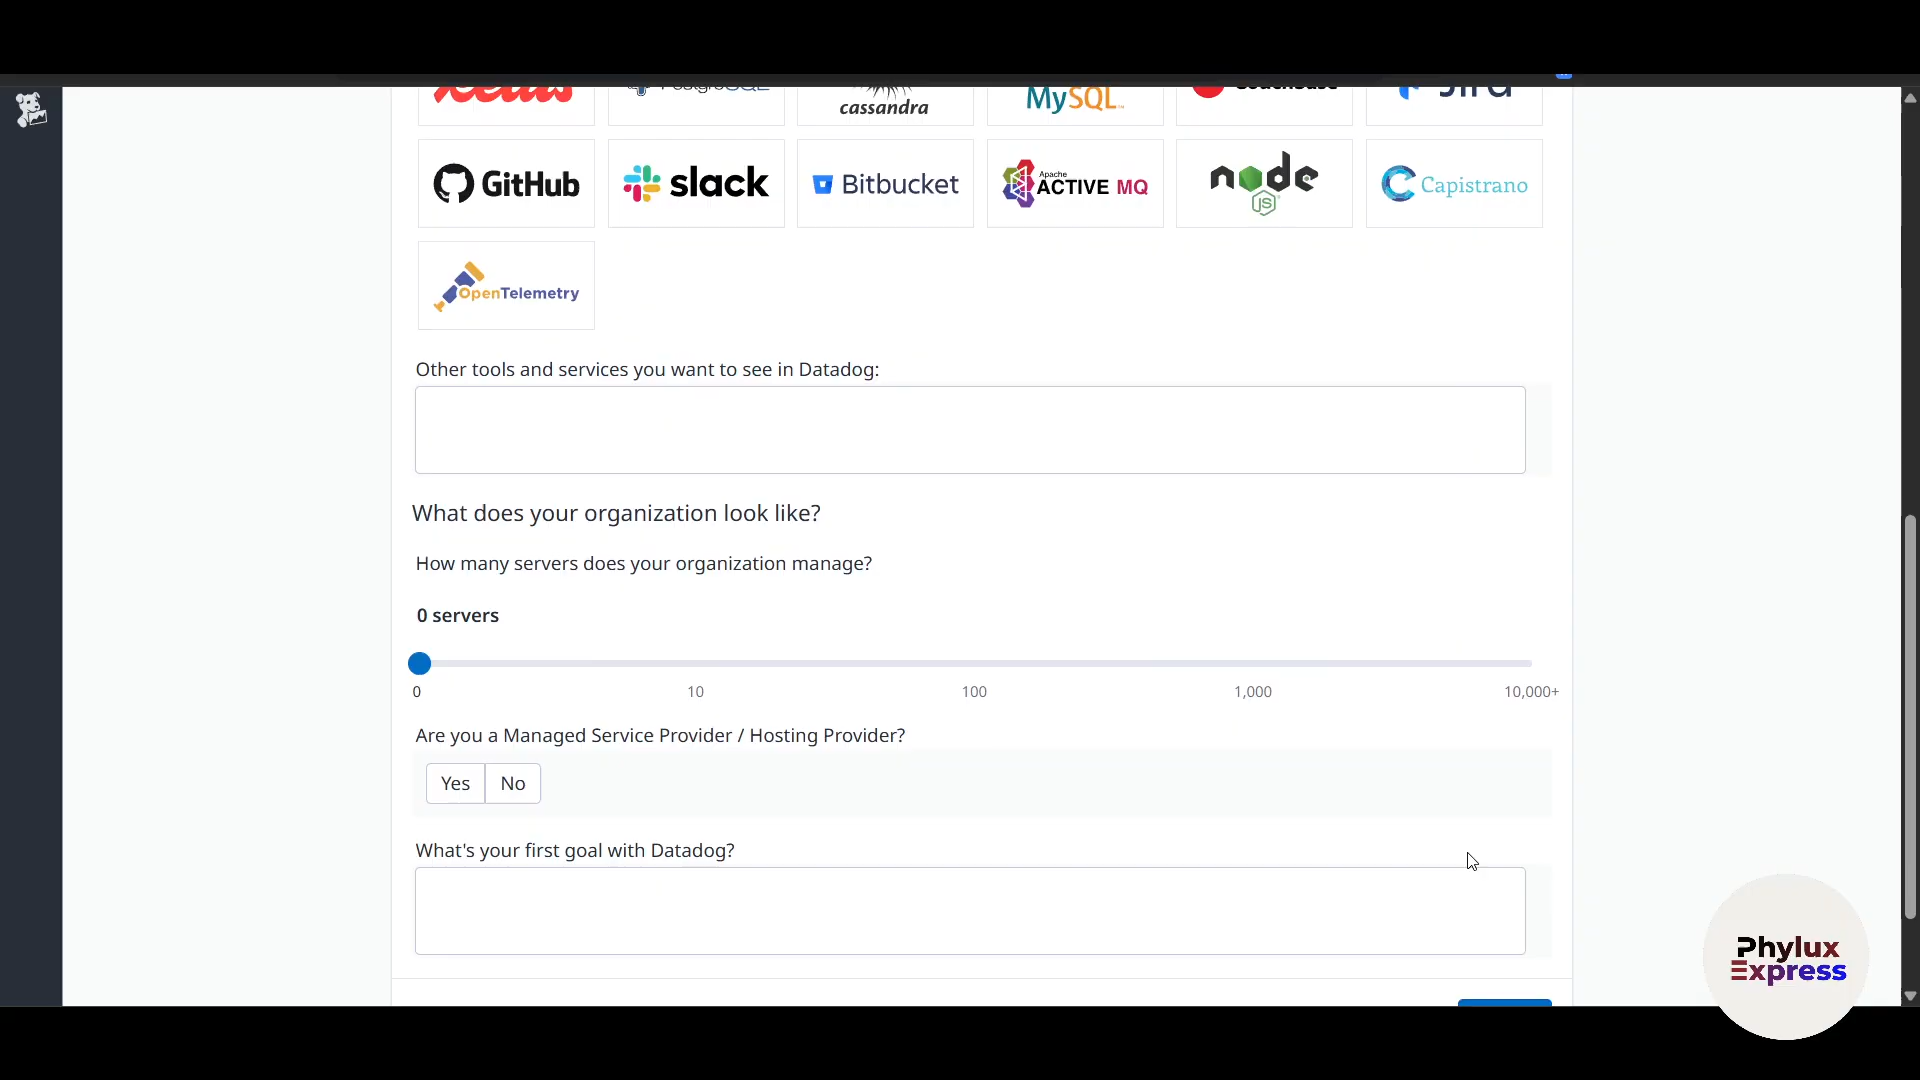 cassandra
MySQL
GitHub
slack
Bitbucket
Apache
ACTIVE MQ
node
JS
Capistrano
OpenTelemetry
Other tools and services you want to see in Datadog:
What does your organization look like?
How many servers does your organization manage?
0 servers
0 10 100 1,000 10,000+
Are you a Managed Service Provider / Hosting Provider?
Yes No
What's your first goal with Datadog?
Phylux
Express